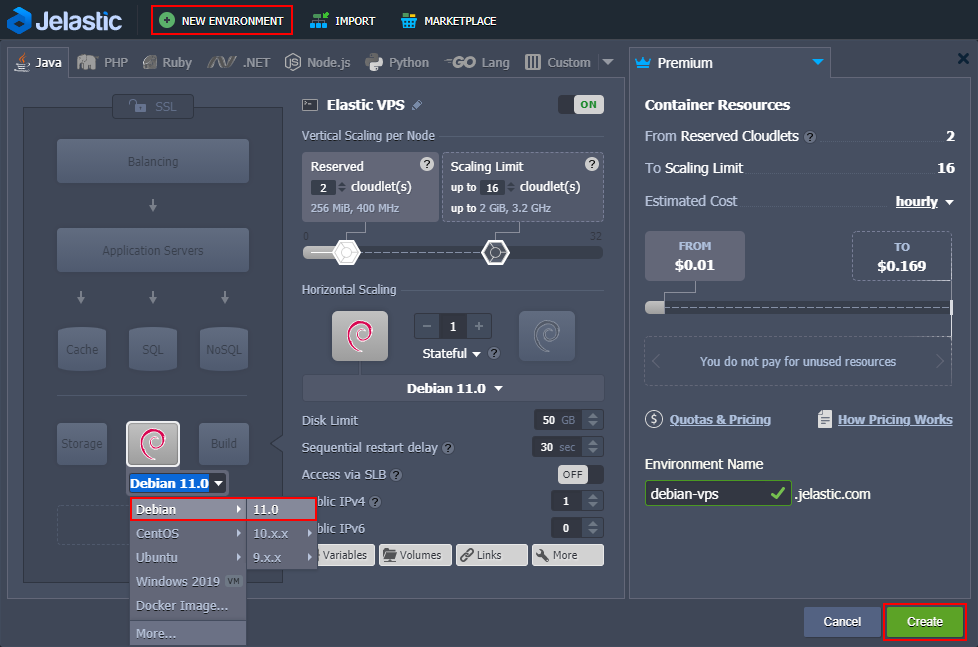 Jelastic
NEW ENVIRONMENT
IMPORT
MARKETPLACE
Java
PHP
Ruby
.NET
Node.js
Python
Lang
Custom
SSL
Balancing
Application Servers
Cache
SQL
NoSQL
Storage
Build
Debian 11.0
Debian
CentOS
Ubuntu
Windows 2019 VM
Docker Image...
More...
11.0
10.x.x
9.x.x
Elastic VPS
ON
Vertical Scaling per Node
Reserved ?
2 cloudlet(s)
256 MiB, 400 MHz
Scaling Limit ?
up to 16 cloudlet(s)
up to 2 GiB, 3.2 GHz
0
32
Horizontal Scaling
− 1 +
Stateful ?
Debian 11.0
Disk Limit 50 GB
Sequential restart delay ? 30 sec
Access via SLB ? OFF
blic IPv4 ? 1
blic IPv6 0
Variables
Volumes
Links
More
Premium
Container Resources
From Reserved Cloudlets ? 2
To Scaling Limit 16
Estimated Cost hourly
FROM
$0.01
TO
$0.169
You do not pay for unused resources
$ Quotas & Pricing
How Pricing Works
Environment Name
debian-vps .jelastic.com
Cancel
Create